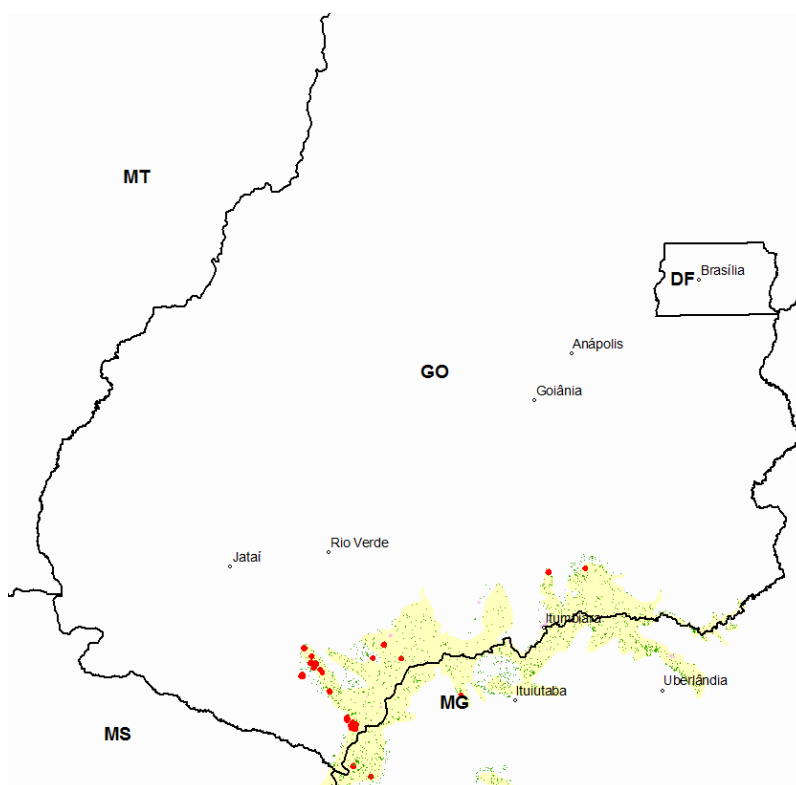 MT
DF
Brasília
Anápolis
GO
Goiânia
Rio Verde
Jataí
Itumbiara
Uberlândia
Ituiutaba
MG
MS